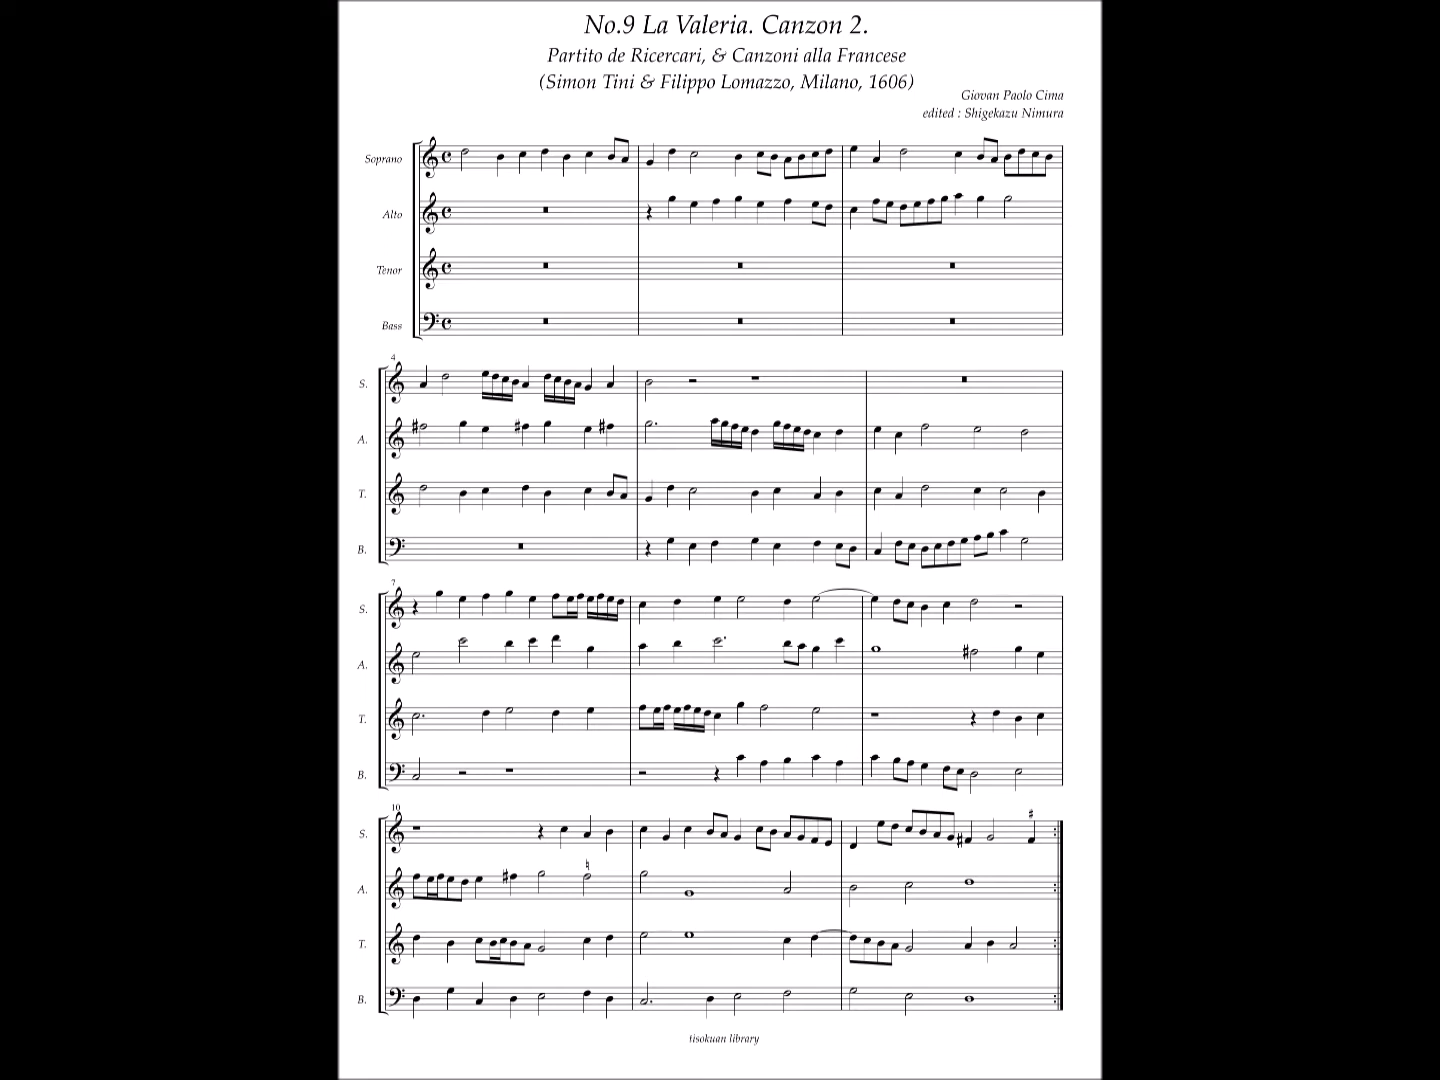 No.9 La Valeria. Canzon 2.
Partito de Ricercari, & Canzoni alla Francese
(Simon Tini & Filippo Lomazzo, Milano, 1606)
Giovan Paolo Cima
edited : Shigekazu Nimura
Soprano
Alto
Tenor
Bass
4
S.
A.
T.
B.
7
S.
A.
T.
B.
10
S.
A.
T.
B.
tisokuan library